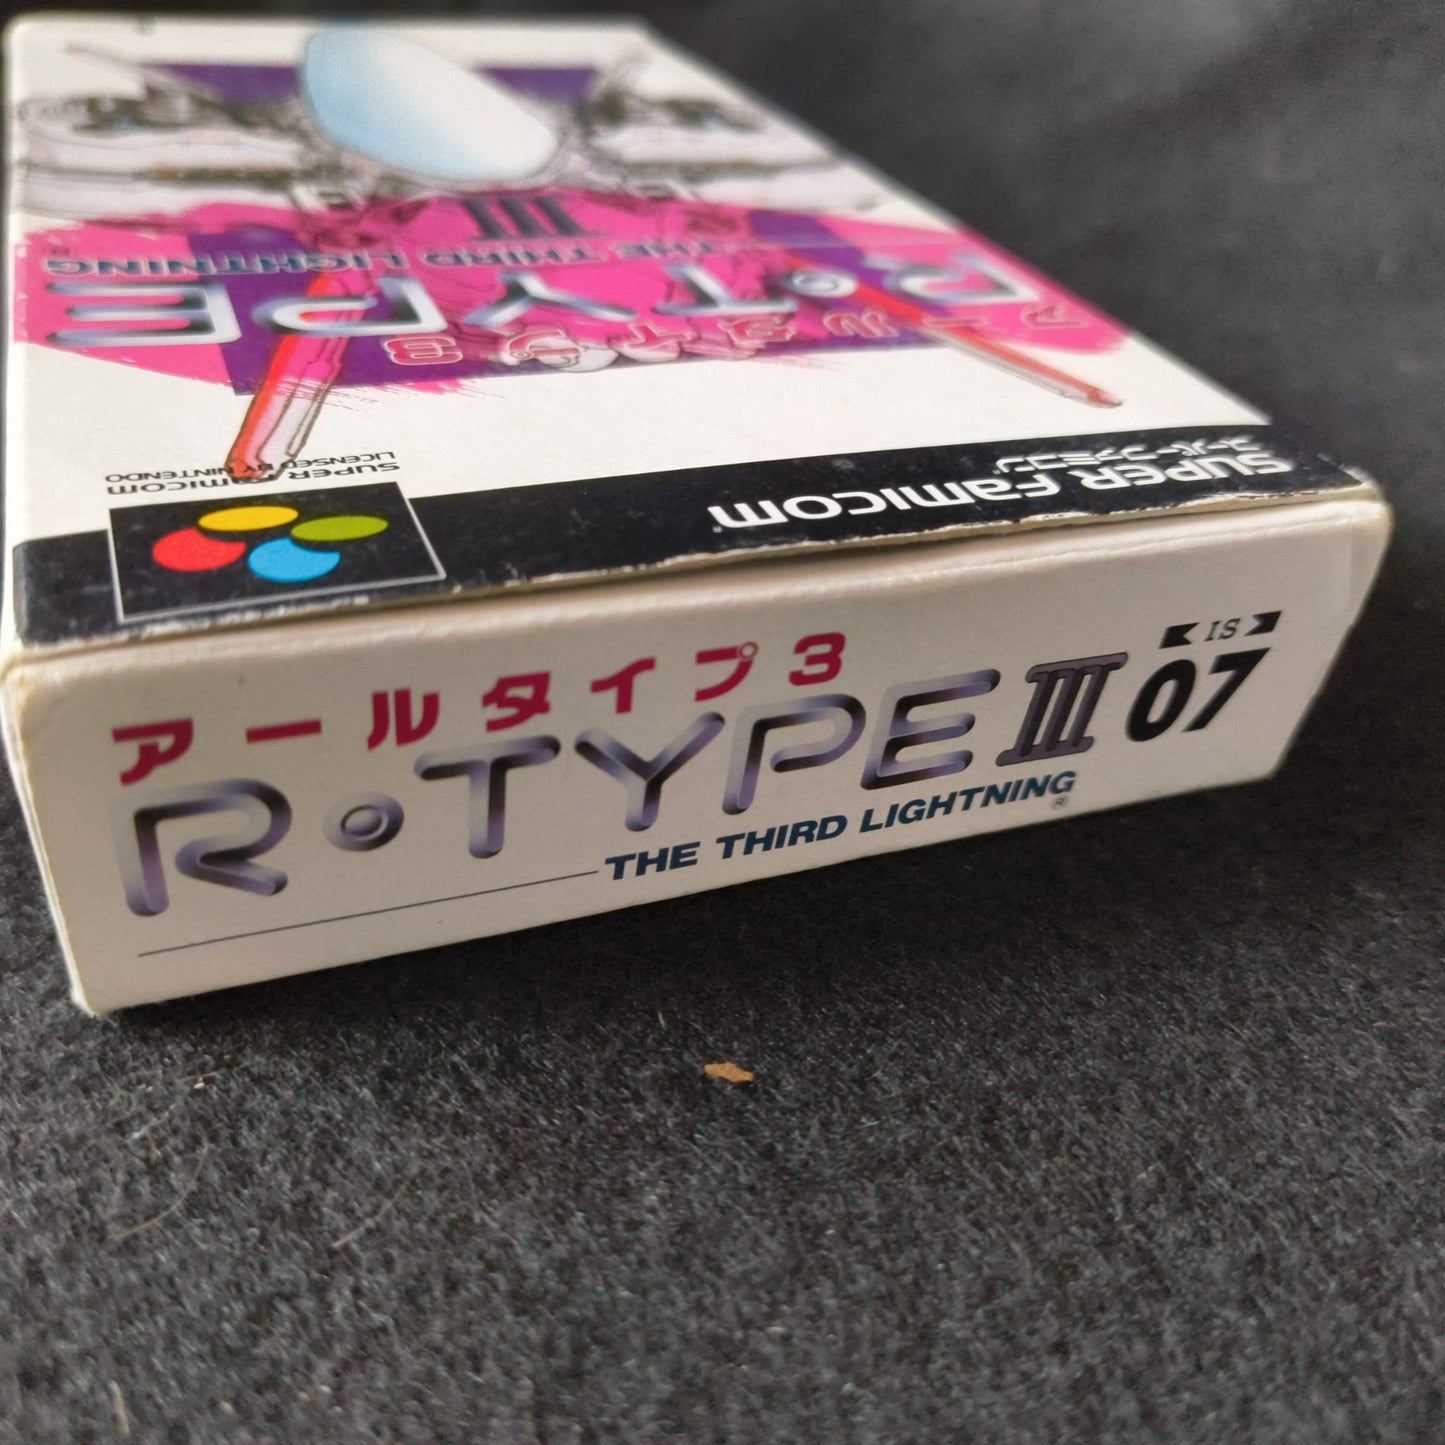 III
THE THIRD LIGHTNING
R・TYPE
アールタイプ3
SUPER FAMICOM
LICENSED BY NINTENDO
SUPER FAMICOM
スーパーファミコン
アールタイプ3
IS
R・TYPE III 07
THE THIRD LIGHTNING
®